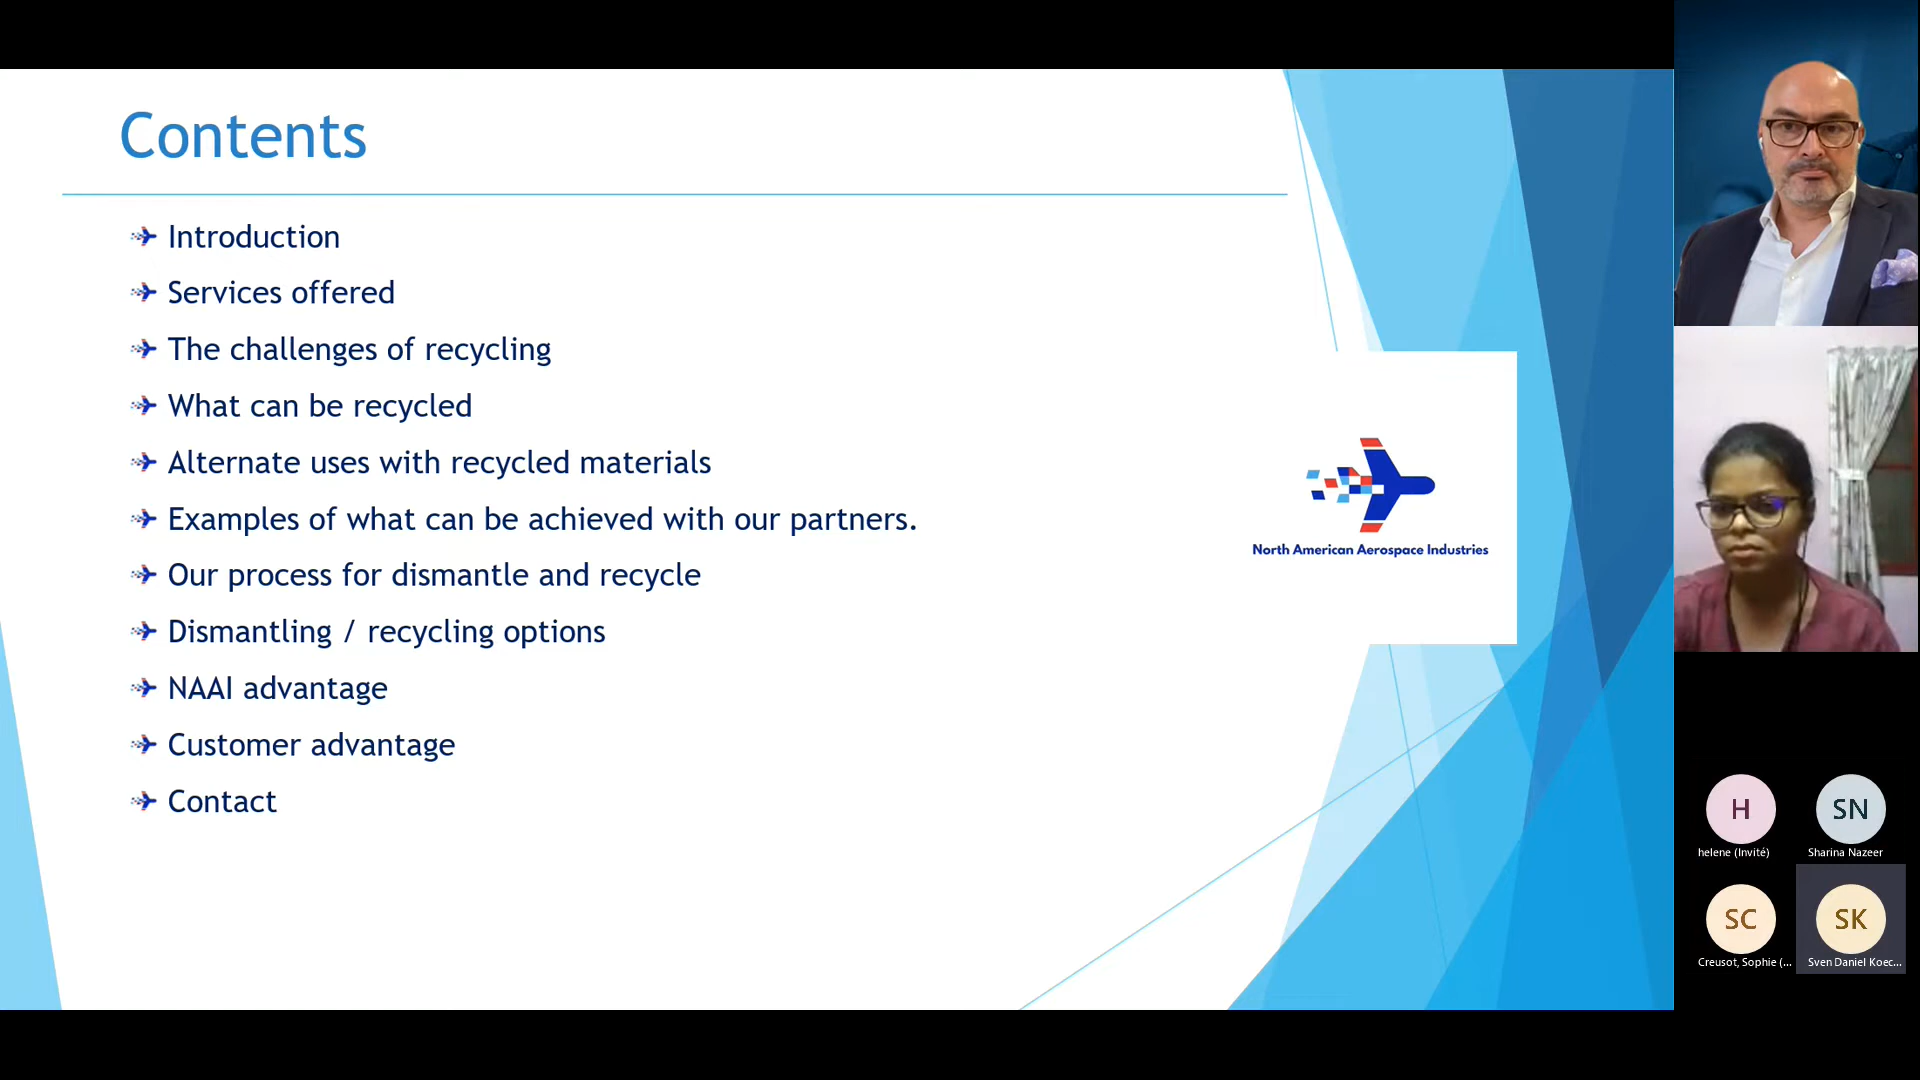 Contents
Introduction
Services offered
The challenges of recycling
What can be recycled
Alternate uses with recycled materials
Examples of what can be achieved with our partners.
Our process for dismantle and recycle
Dismantling / recycling options
NAAI advantage
Customer advantage
Contact
North American Aerospace Industries
H
helene (Invité)
SN
Sharina Nazeer
SC
Creusot, Sophie (...
SK
Sven Daniel Koec...